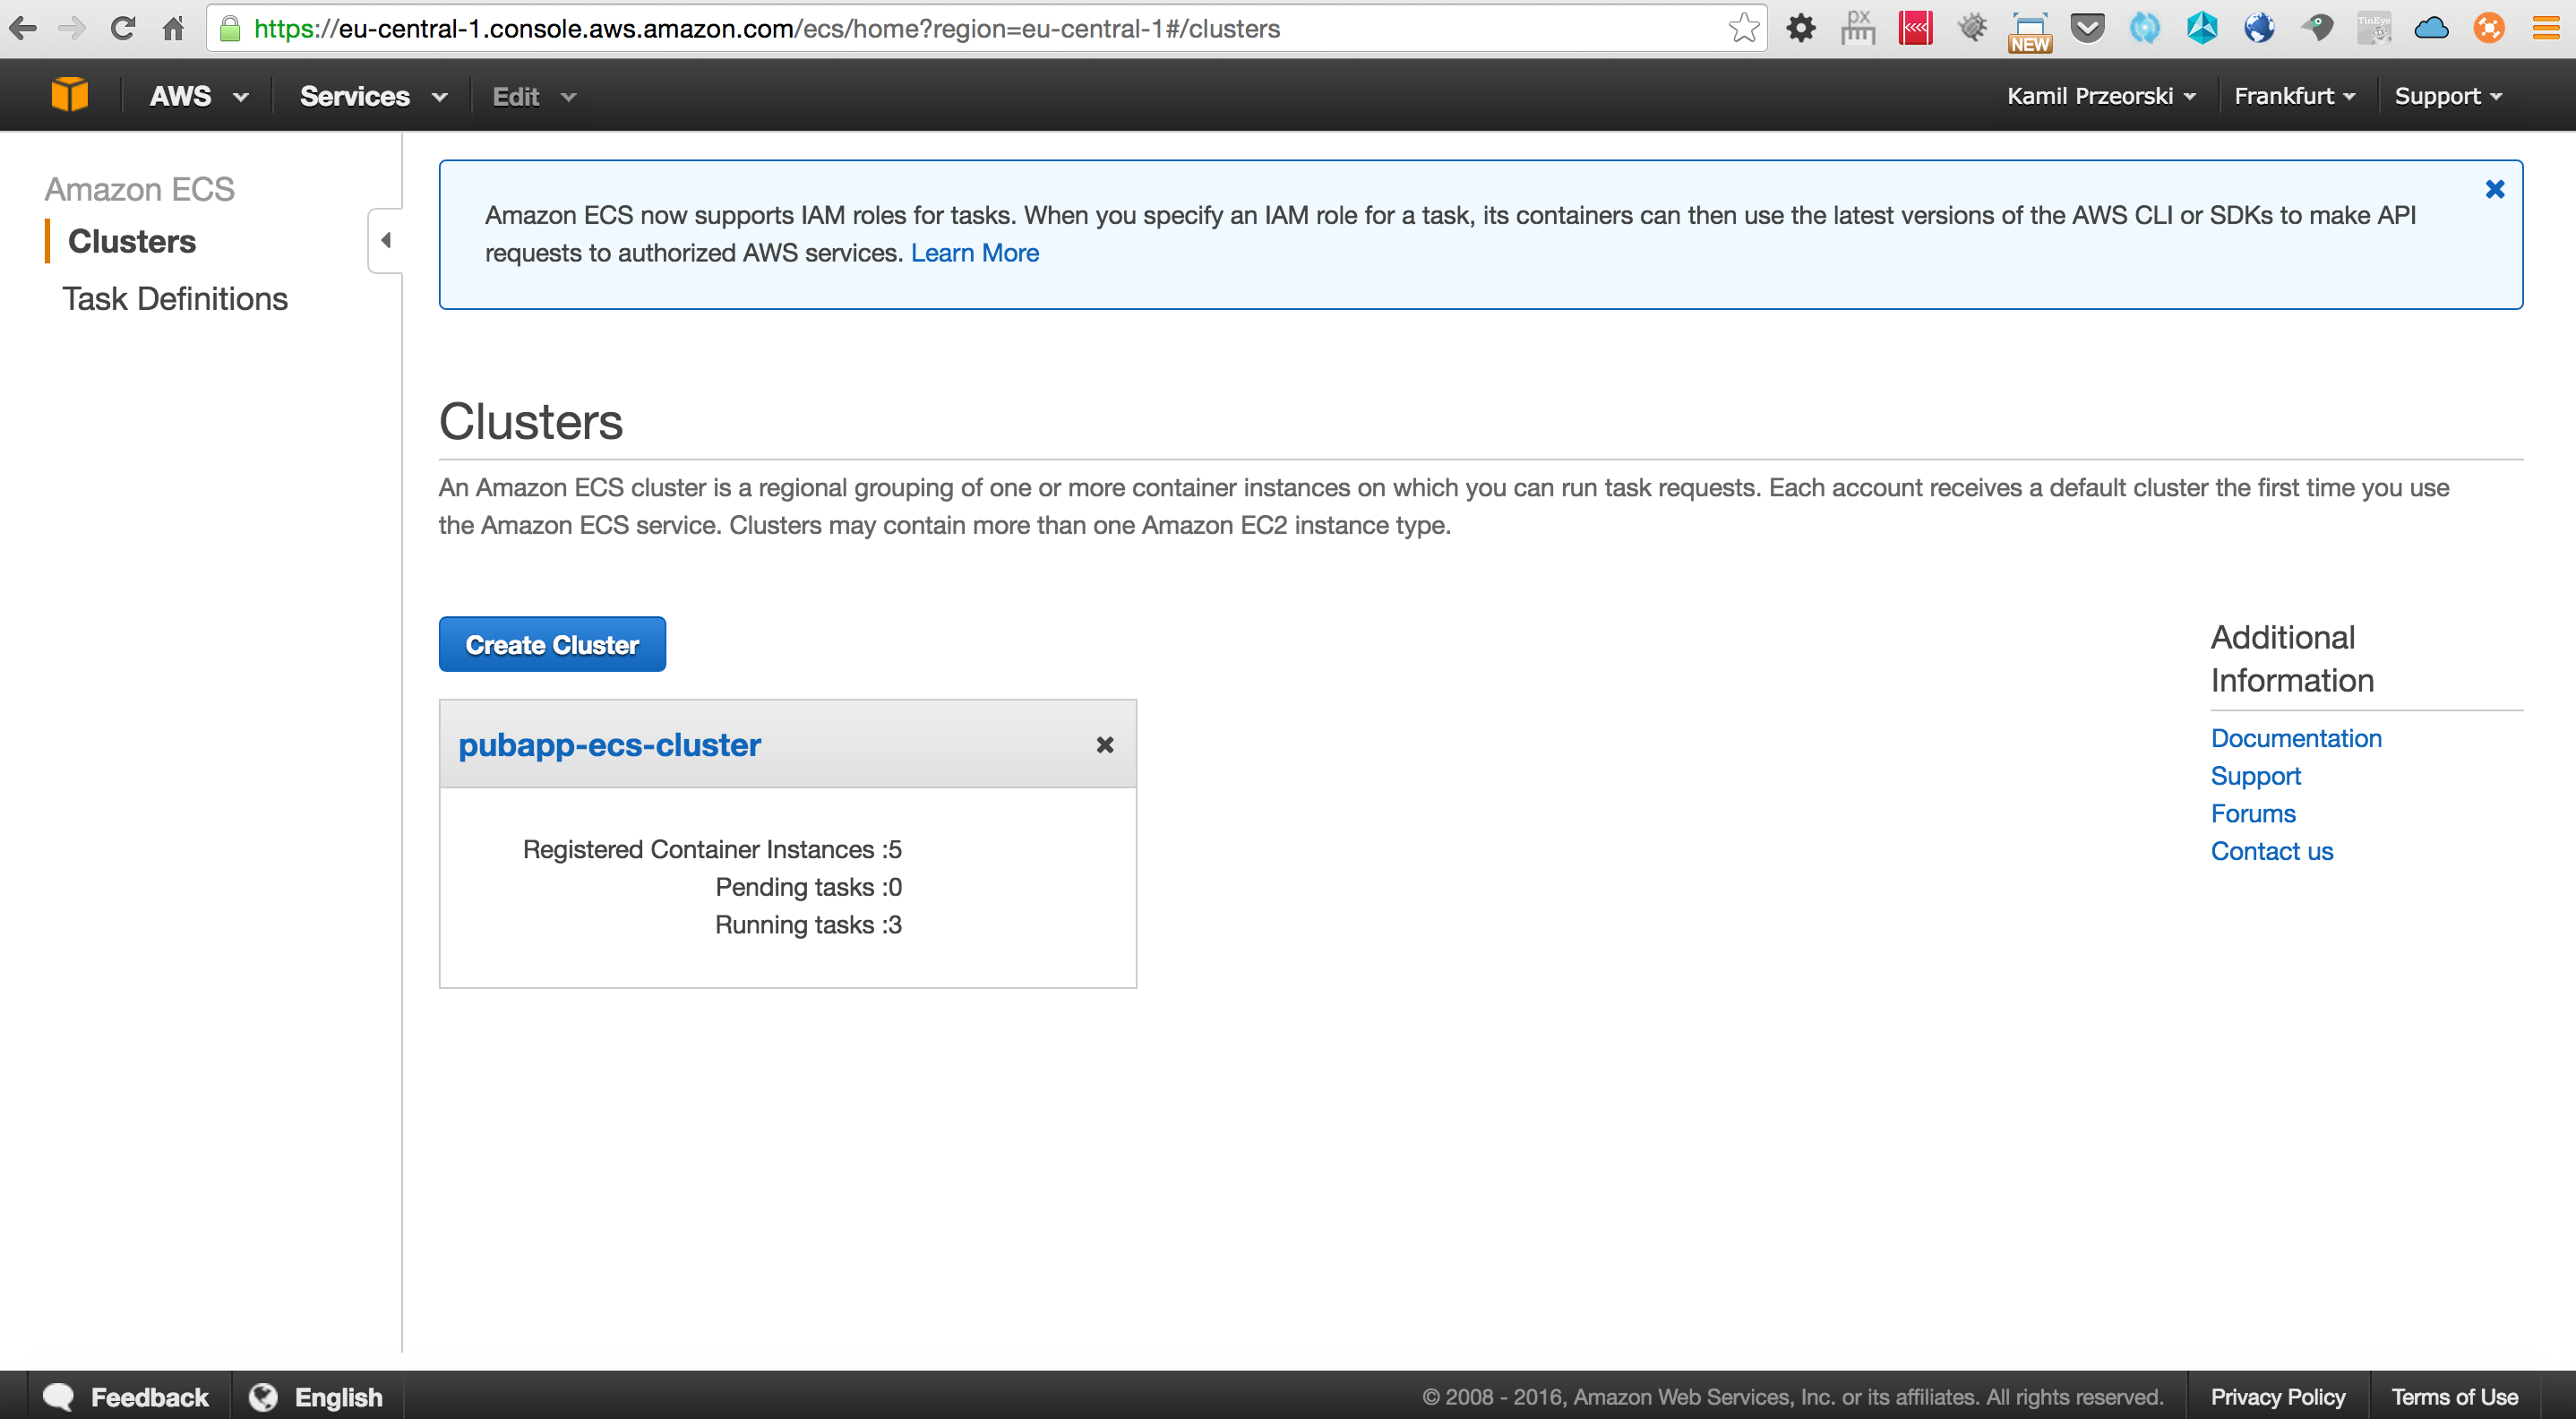 https://eu-central-1.console.aws.amazon.com/ecs/home?region=eu-central-1#/clusters
px
NEW
TinEye
AWS
Services
Edit
Kamil Przeorski
Frankfurt
Support
Amazon ECS
Clusters
Task Definitions
Amazon ECS now supports IAM roles for tasks. When you specify an IAM role for a task, its containers can then use the latest versions of the AWS CLI or SDKs to make API
requests to authorized AWS services. Learn More
Clusters
An Amazon ECS cluster is a regional grouping of one or more container instances on which you can run task requests. Each account receives a default cluster the first time you use
the Amazon ECS service. Clusters may contain more than one Amazon EC2 instance type.
Create Cluster
pubapp-ecs-cluster
Registered Container Instances :5
Pending tasks :0
Running tasks :3
Additional
Information
Documentation
Support
Forums
Contact us
Feedback
English
© 2008 - 2016, Amazon Web Services, Inc. or its affiliates. All rights reserved.
Privacy Policy
Terms of Use